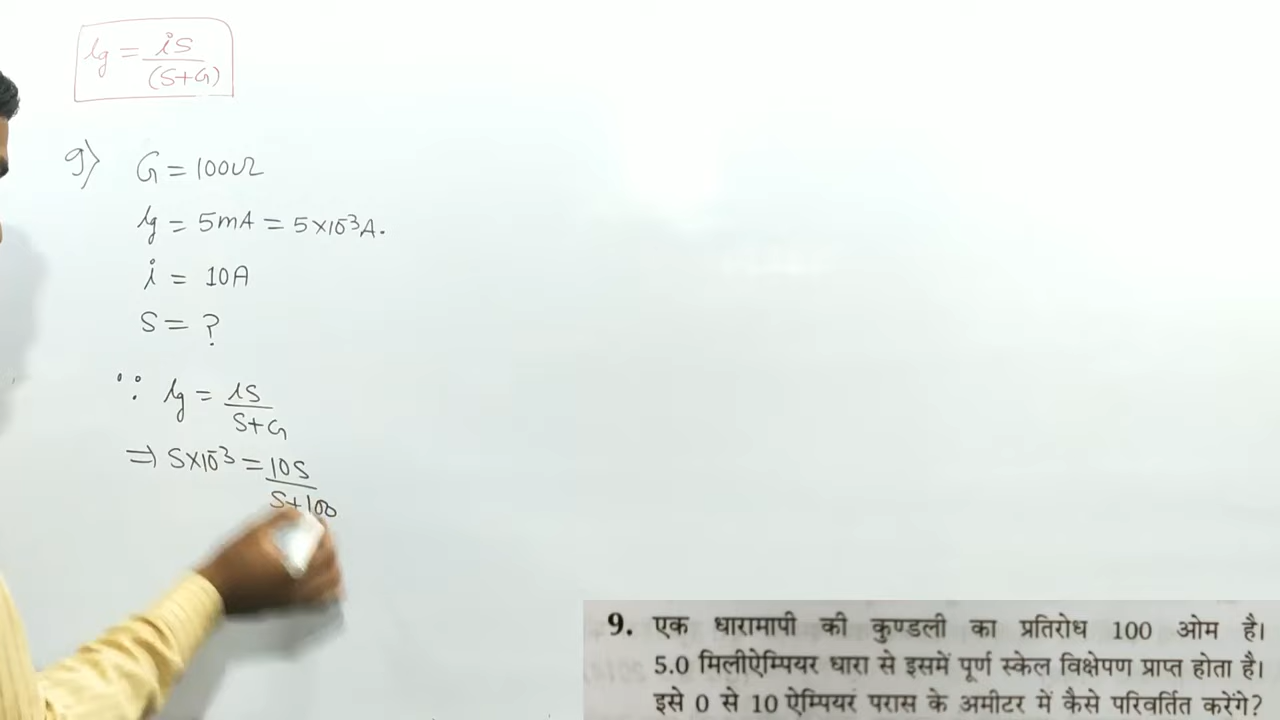 ig = iS
(S+G)
9) G = 100Ω
ig = 5mA = 5×10⁻³A.
i = 10A
S = ?
∵ ig = iS
S+G
⇒ 5×10⁻³ = 10S
S+100
9. एक धारामापी की कुण्डली का प्रतिरोध 100 ओम है।
5.0 मिलीऐम्पियर धारा से इसमें पूर्ण स्केल विक्षेपण प्राप्त होता है।
इसे 0 से 10 ऐम्पियर परास के अमीटर में कैसे परिवर्तित करेंगे?